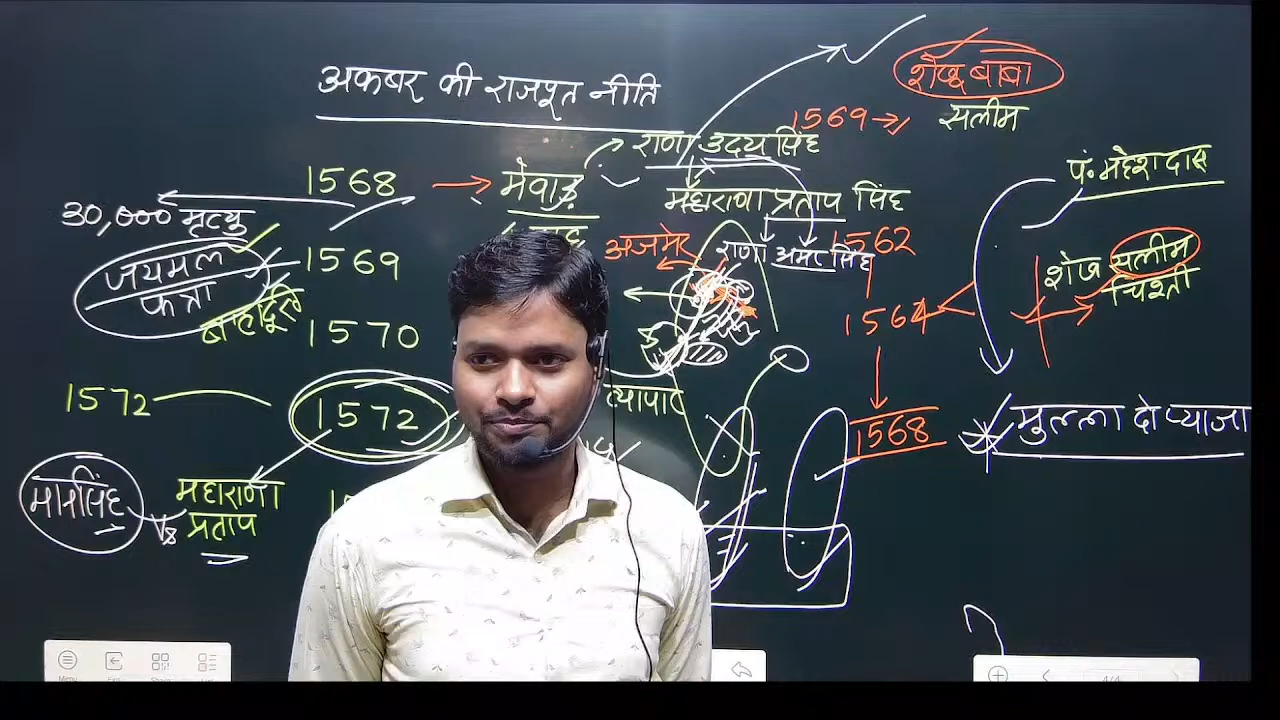 अकबर की राजपूत नीति
शेखू बाबा
1569
सलीम
राणा उदय सिंह
पं. महेश दास
1568
मेवाड़
महाराणा प्रताप सिंह
30,000 मृत्यु
अजमेर
राणा अमर सिंह
1562
शेख सलीम
चिश्ती
जयमल
फत्ता
1569
1564
1570
1572
1572
1568
मुल्ला दो प्याजा
मानसिंह
Vs
महाराणा
प्रताप